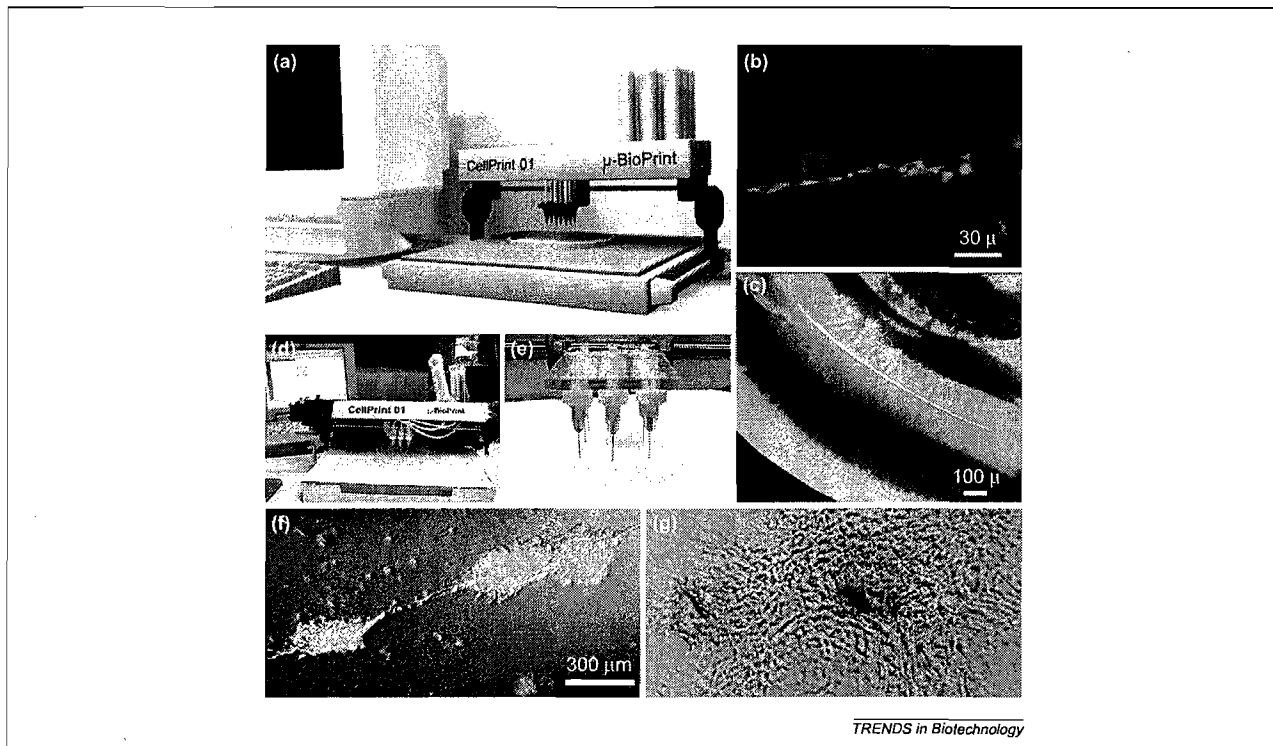 (a)
CellPrint 01
µ-BioPrint
(b)
30 µ
(c)
100 µ
(d)
CellPrint 01
µ-BioPrint
(e)
(f)
300 µm
(g)
TRENDS in Biotechnology